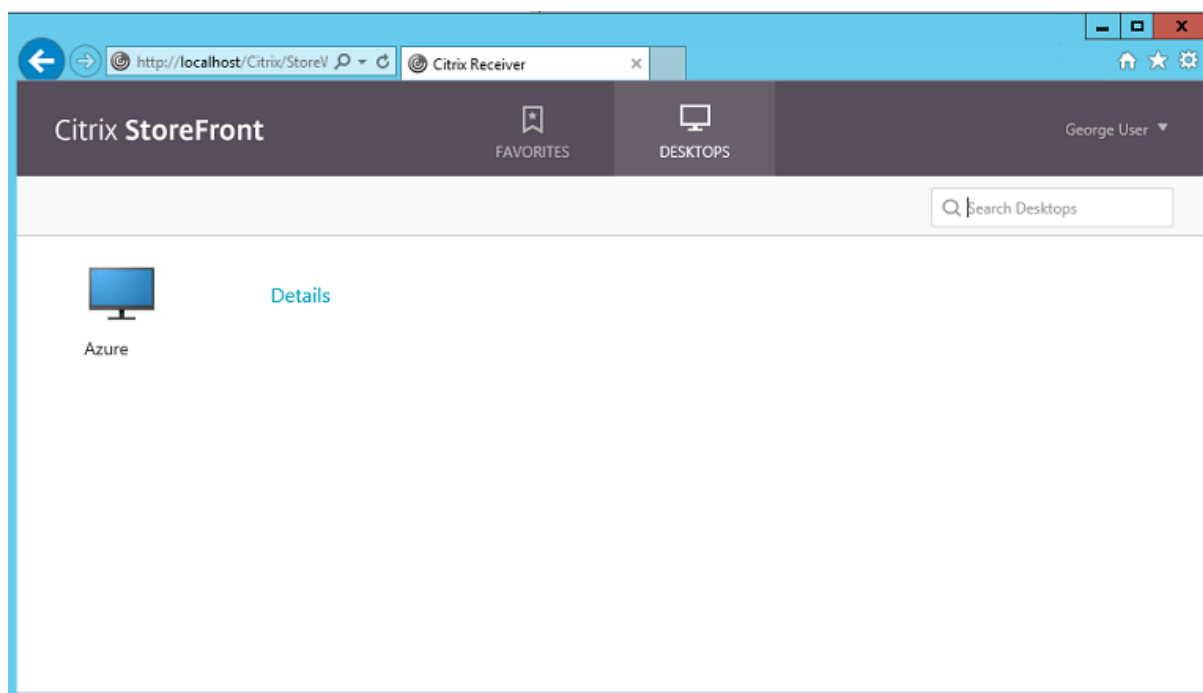 http://localhost/Citrix/StoreV
Citrix Receiver
Citrix StoreFront
FAVORITES
DESKTOPS
George User
Search Desktops
Details
Azure